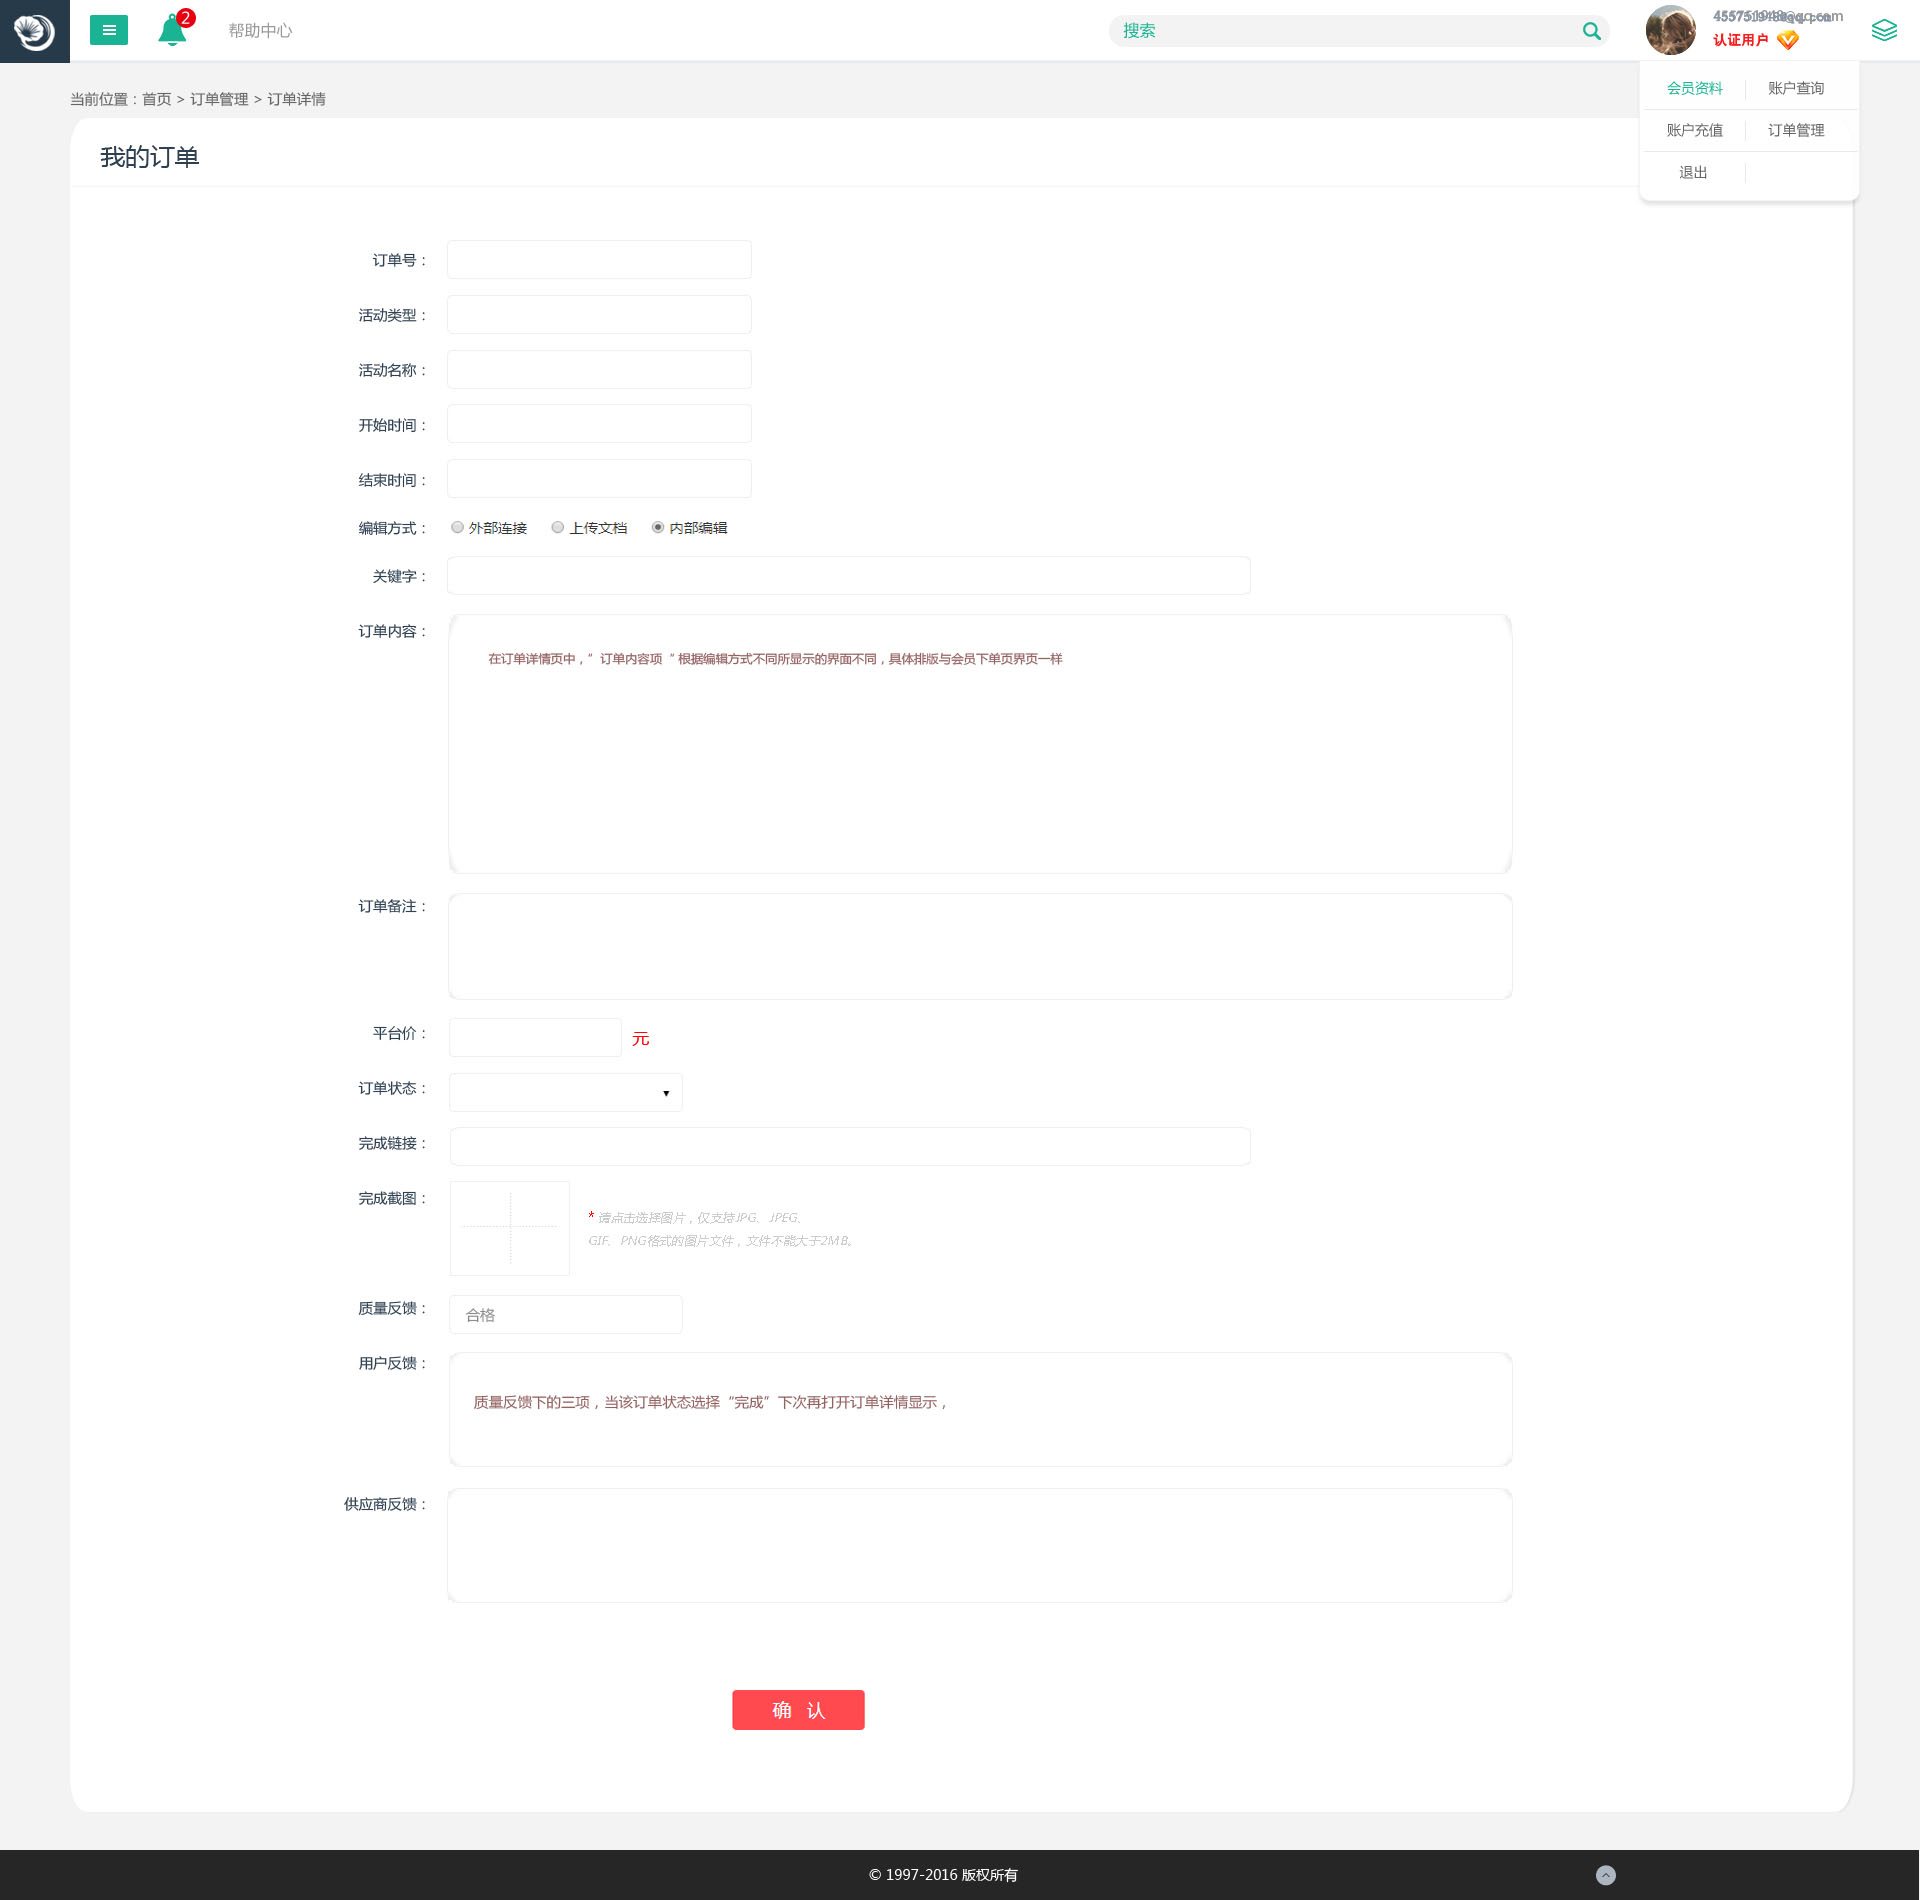 2
帮助中心
搜索
认证用户
会员资料 账户查询
账户充值 订单管理
退出
当前位置：首页 > 订单管理 > 订单详情
我的订单
订单号：
活动类型：
活动名称：
开始时间：
结束时间：
编辑方式： 外部连接 上传文档 内部编辑
关键字：
订单内容：
在订单详情页中，” 订单内容项 “ 根据编辑方式不同所显示的界面不同，具体排版与会员下单页界页一样
订单备注：
平台价： 元
订单状态：
完成链接：
完成截图：
* 请点击选择图片，仅支持JPG、JPEG、
GIF、PNG格式的图片文件，文件不能大于2MB。
质量反馈： 合格
用户反馈：
质量反馈下的三项，当该订单状态选择“完成”下次再打开订单详情显示，
供应商反馈：
确 认
© 1997-2016 版权所有